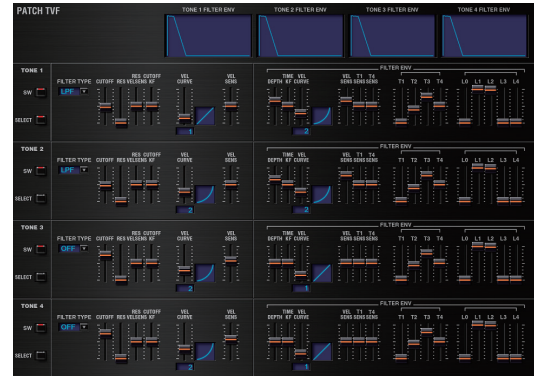 PATCH TVF
TONE 1 FILTER ENV
TONE 2 FILTER ENV
TONE 3 FILTER ENV
TONE 4 FILTER ENV
TONE 1
SW
SELECT
FILTER TYPE
LPF
CUTOFF
RES
RES VELSENS
CUTOFF KF
VEL CURVE
1
VEL SENS
FILTER ENV
DEPTH
TIME KF
VEL CURVE
2
VEL SENS
T1 SENS
T4 SENS
T1 T2 T3 T4
L0 L1 L2 L3 L4
TONE 2
SW
SELECT
FILTER TYPE
LPF
CUTOFF
RES
RES VELSENS
CUTOFF KF
VEL CURVE
2
VEL SENS
FILTER ENV
DEPTH
TIME KF
VEL CURVE
2
VEL SENS
T1 SENS
T4 SENS
T1 T2 T3 T4
L0 L1 L2 L3 L4
TONE 3
SW
SELECT
FILTER TYPE
OFF
CUTOFF
RES
RES VELSENS
CUTOFF KF
VEL CURVE
2
VEL SENS
FILTER ENV
DEPTH
TIME KF
VEL CURVE
1
VEL SENS
T1 SENS
T4 SENS
T1 T2 T3 T4
L0 L1 L2 L3 L4
TONE 4
SW
SELECT
FILTER TYPE
OFF
CUTOFF
RES
RES VELSENS
CUTOFF KF
VEL CURVE
2
VEL SENS
FILTER ENV
DEPTH
TIME KF
VEL CURVE
1
VEL SENS
T1 SENS
T4 SENS
T1 T2 T3 T4
L0 L1 L2 L3 L4